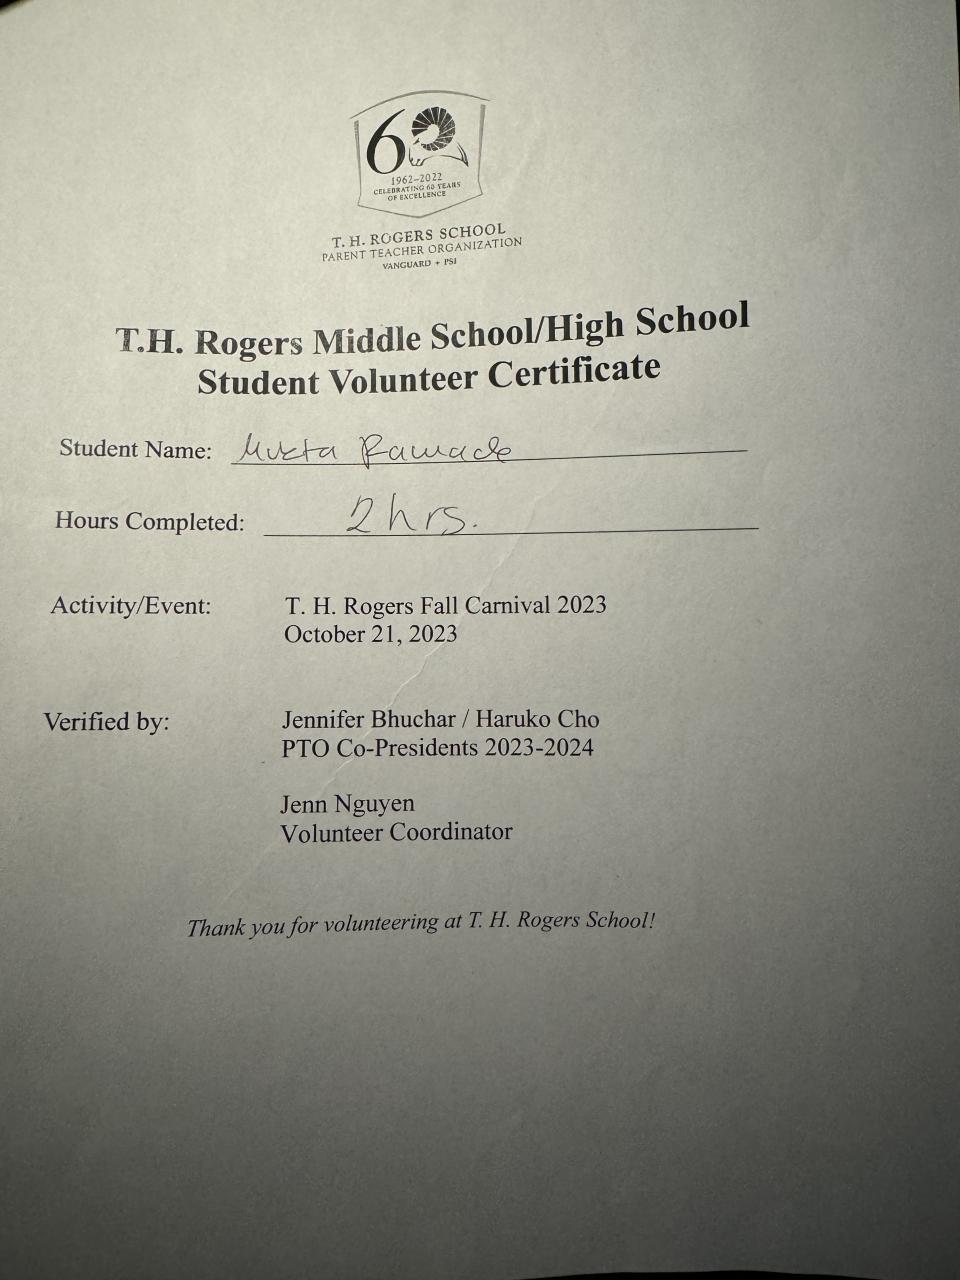 60
1962–2022
CELEBRATING 60 YEARS
OF EXCELLENCE
T. H. ROGERS SCHOOL
PARENT TEACHER ORGANIZATION
VANGUARD + PSI
T.H. Rogers Middle School/High School
Student Volunteer Certificate
Student Name: Mukta Ramade
Hours Completed: 2 hrs.
Activity/Event: T. H. Rogers Fall Carnival 2023
October 21, 2023
Verified by: Jennifer Bhuchar / Haruko Cho
PTO Co-Presidents 2023-2024
Jenn Nguyen
Volunteer Coordinator
Thank you for volunteering at T. H. Rogers School!